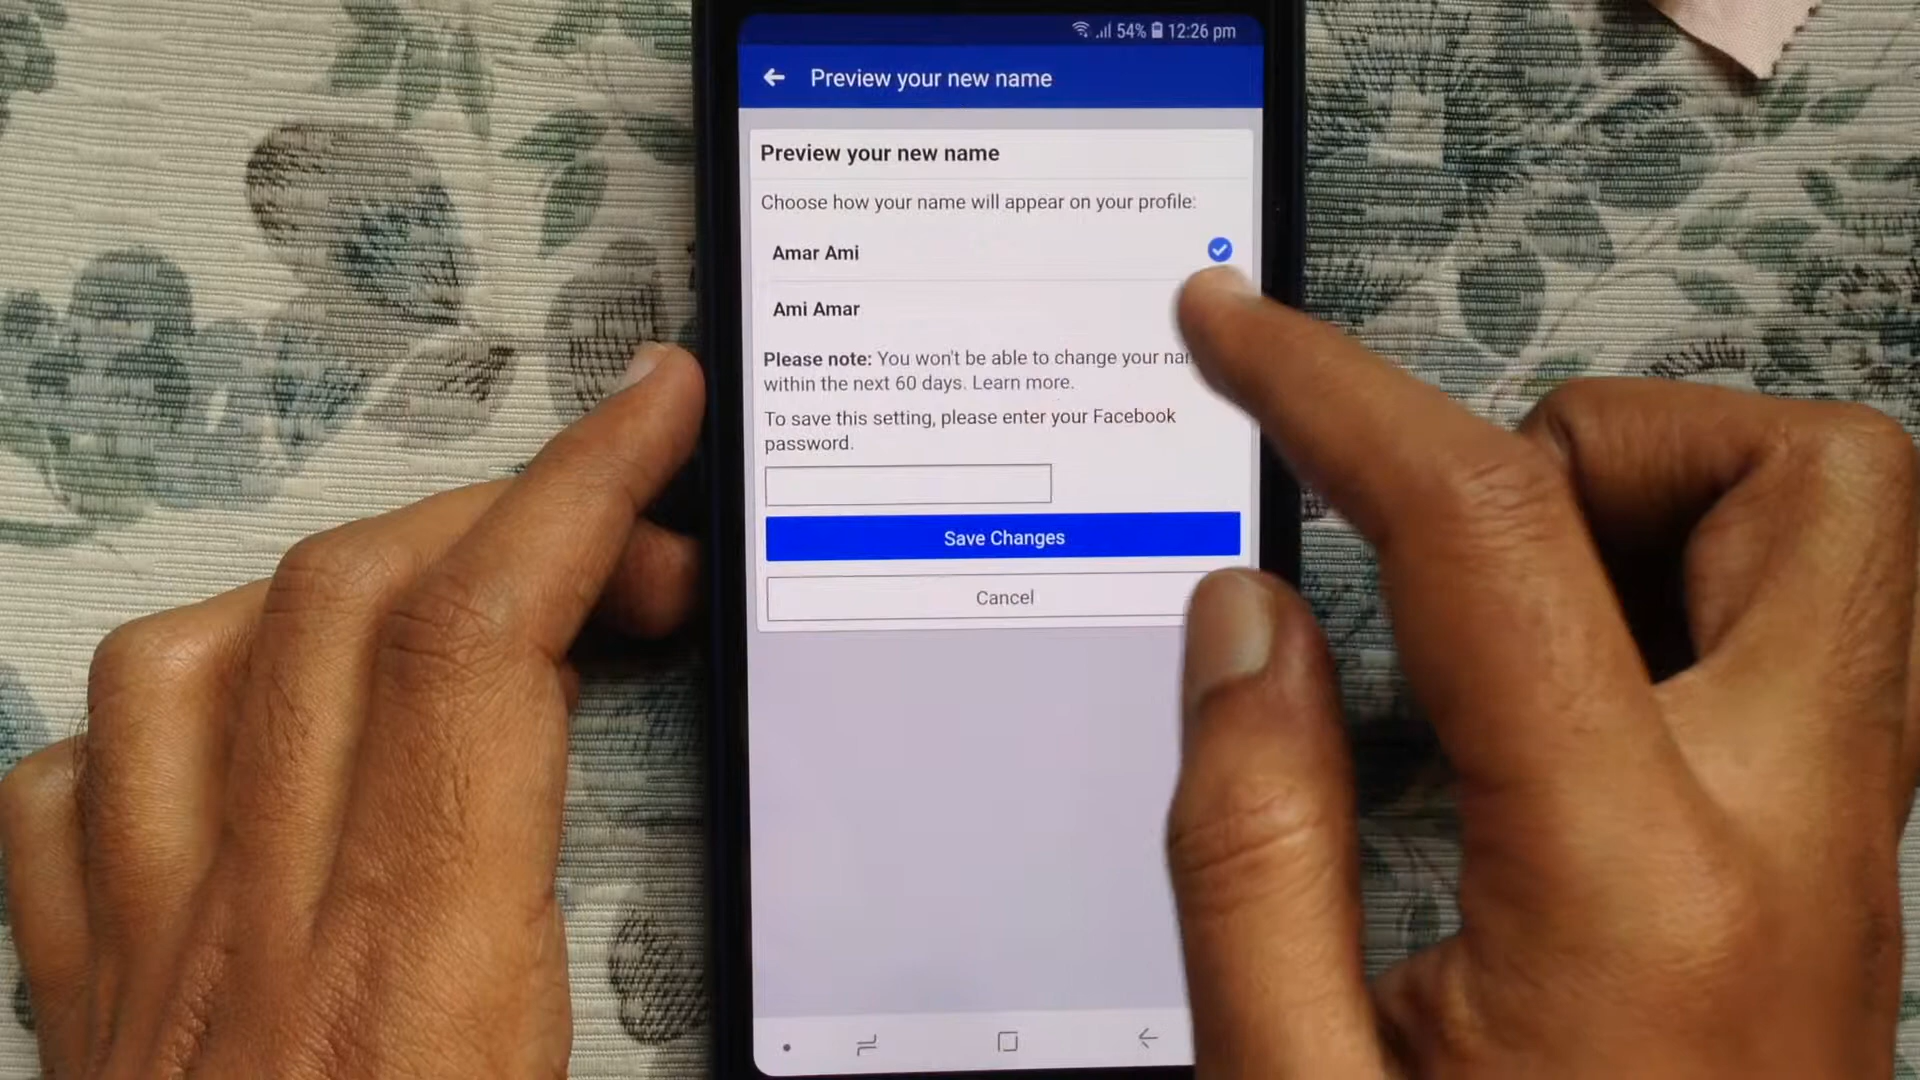 54% 12:26 pm
Preview your new name
Preview your new name
Choose how your name will appear on your profile:
Amar Ami
Ami Amar
Please note: You won't be able to change your
within the next 60 days. Learn more.
To save this setting, please enter your Facebook
password.
Save Changes
Cancel